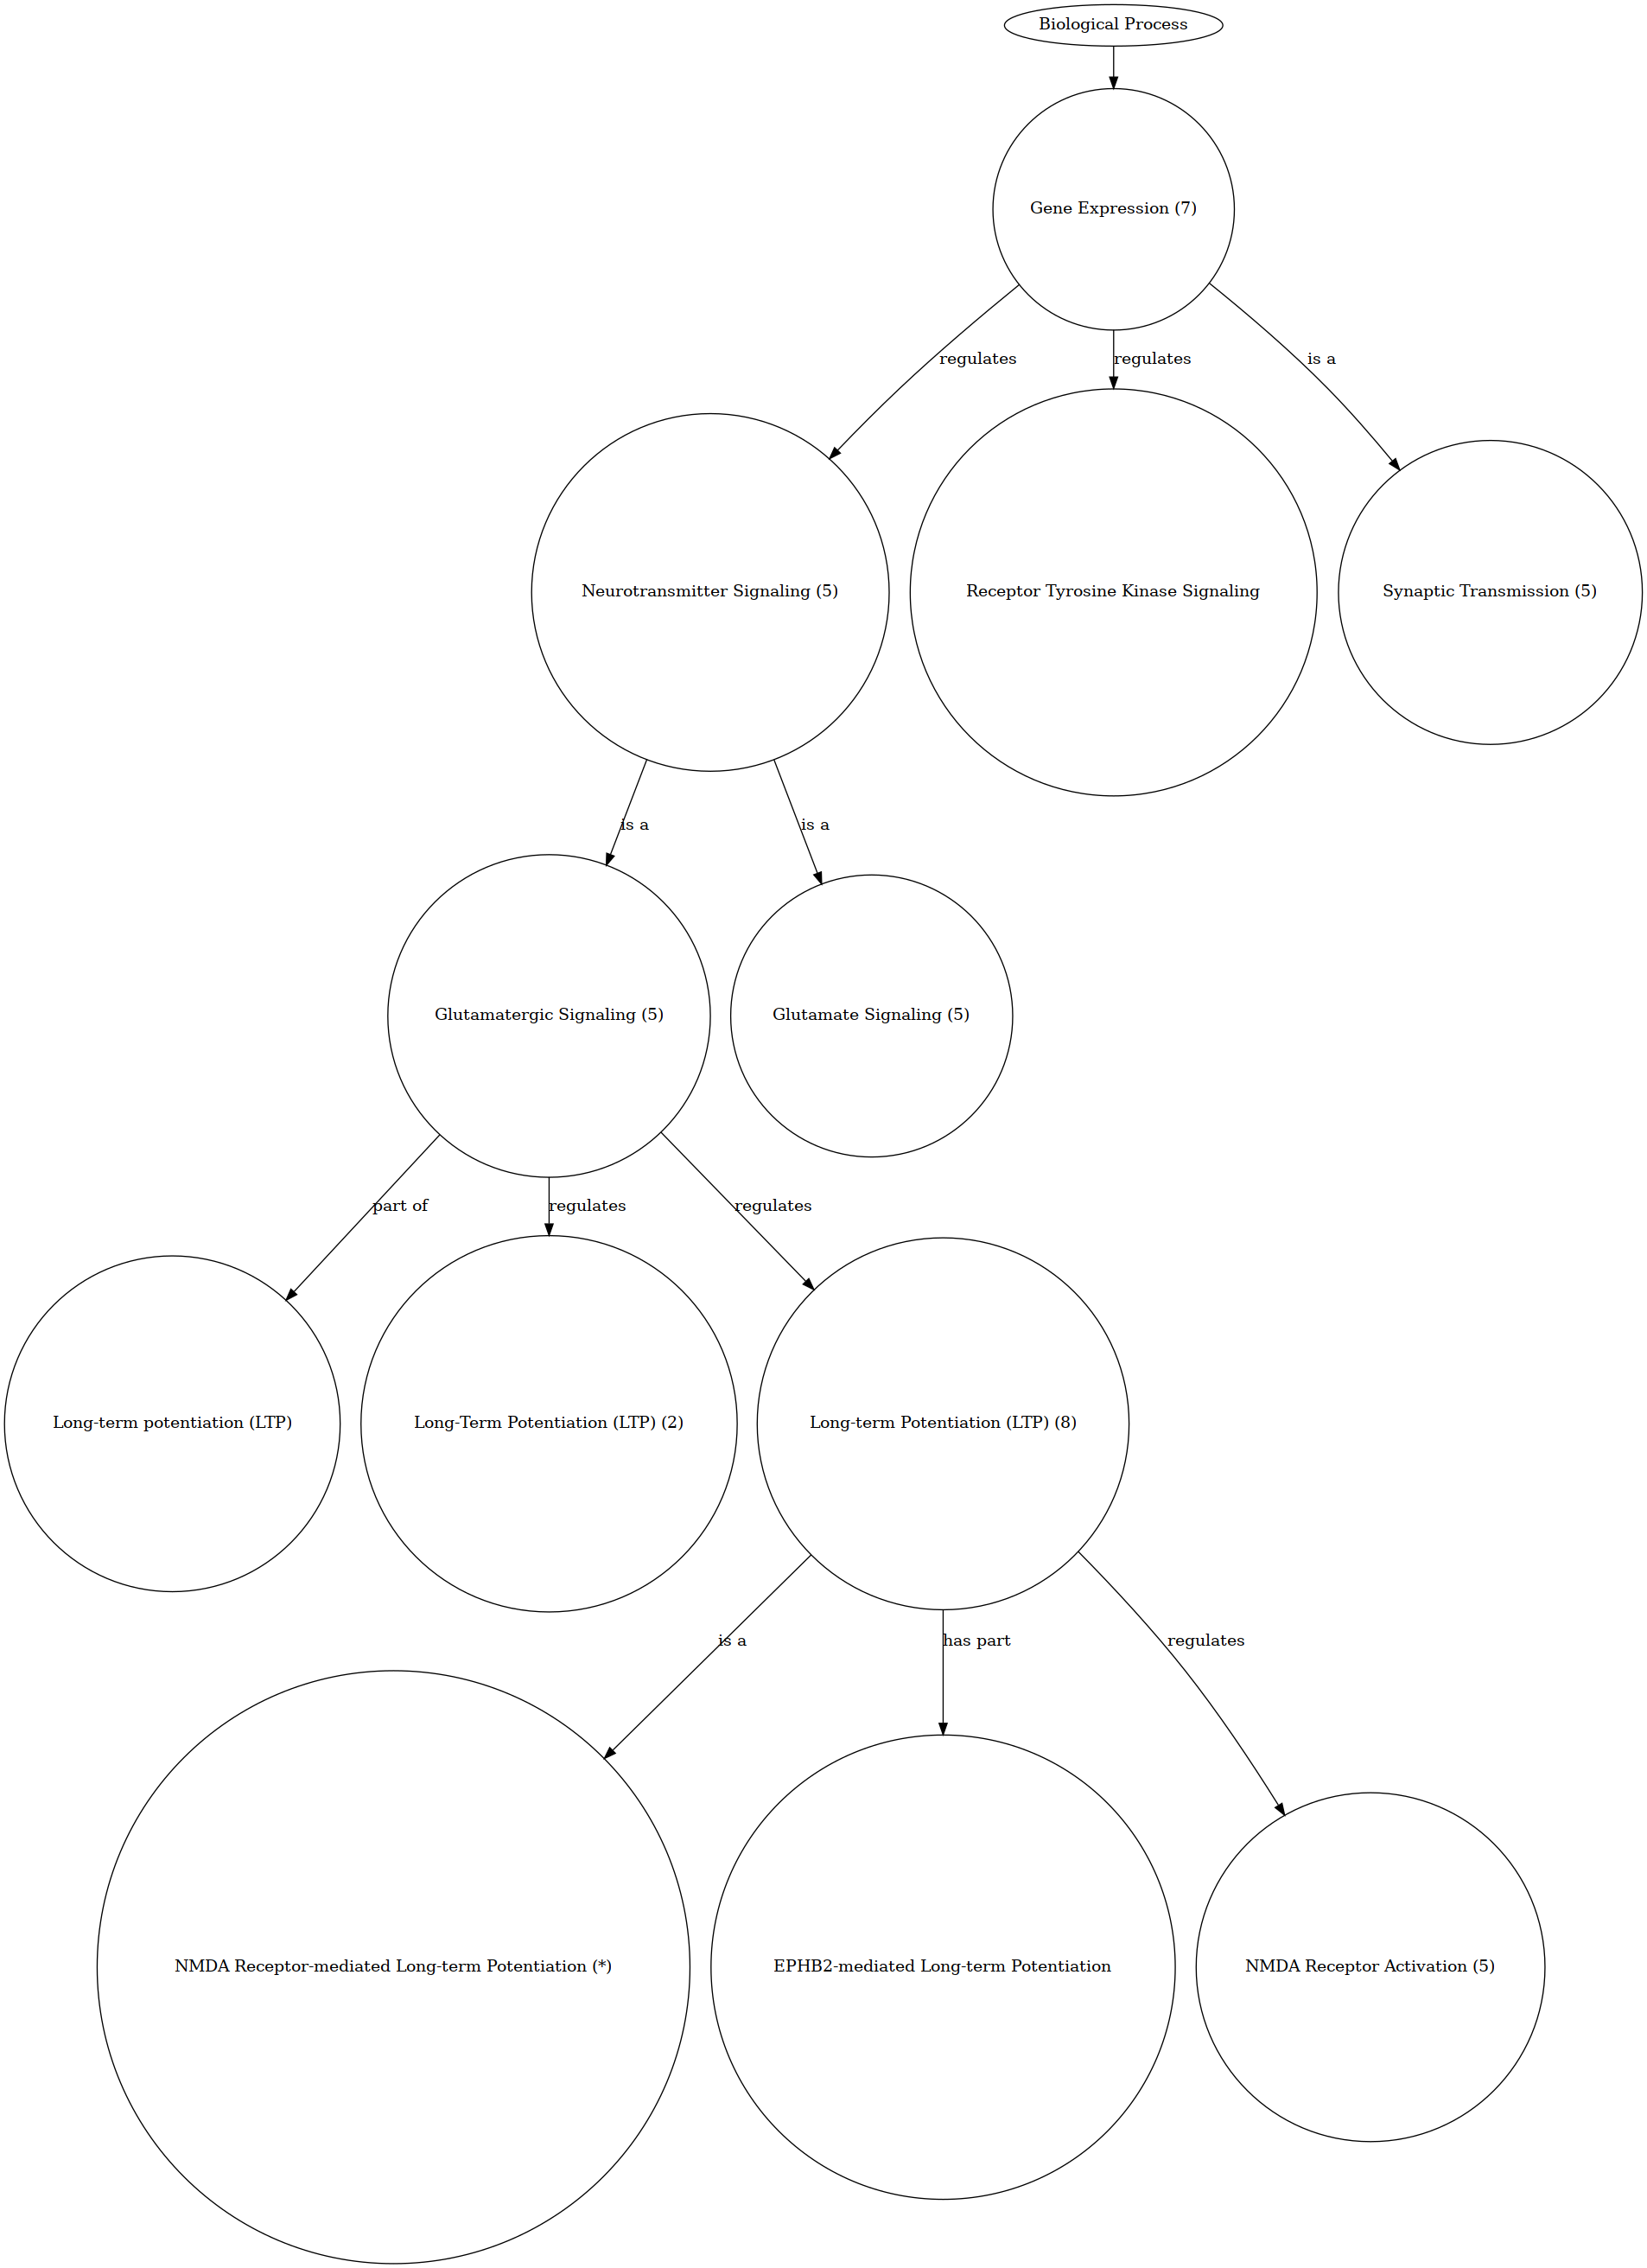 Biological Process
Gene Expression (7)
regulates
regulates
is a
Neurotransmitter Signaling (5)
Receptor Tyrosine Kinase Signaling
Synaptic Transmission (5)
is a
is a
Glutamatergic Signaling (5)
Glutamate Signaling (5)
part of
regulates
regulates
Long-term potentiation (LTP)
Long-Term Potentiation (LTP) (2)
Long-term Potentiation (LTP) (8)
is a
has part
regulates
NMDA Receptor-mediated Long-term Potentiation (*)
EPHB2-mediated Long-term Potentiation
NMDA Receptor Activation (5)